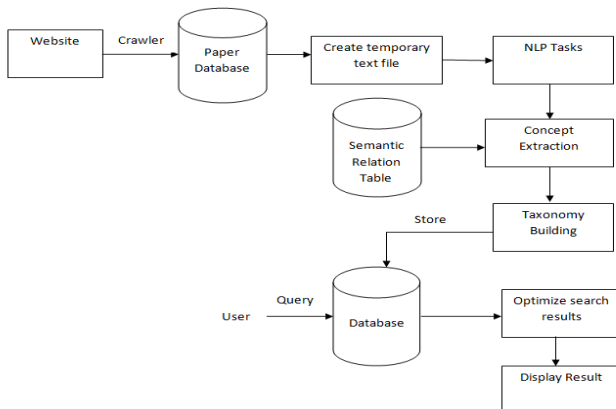 Website
Crawler
Paper
Database
Create temporary
text file
NLP Tasks
Semantic
Relation
Table
Concept
Extraction
Store
Taxonomy
Building
User
Query
Database
Optimize search
results
Display Result